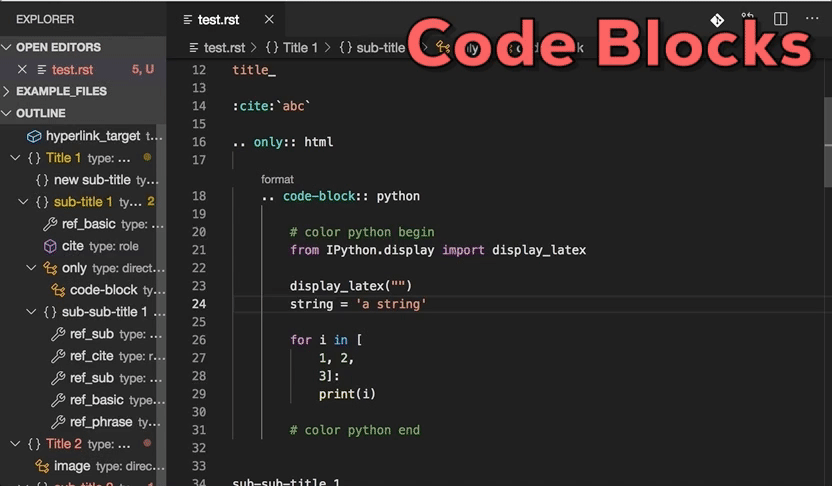 EXPLORER
OPEN EDITORS
test.rst 5, U
EXAMPLE_FILES
OUTLINE
hyperlink_target t...
{} Title 1 type: ...
{} new sub-title ty...
{} sub-title 1 ty... 2
ref_basic type: ...
cite type: role
only type: direct...
code-block ty...
{} sub-sub-title 1
ref_sub type: ...
ref_cite type: r...
ref_sub type: ...
ref_basic type...
ref_phrase ty...
{} Title 2 type: ...
image type: direc...
test.rst
Code Blocks
test.rst > {} Title 1 > {} sub-title
12 title_
13
14 :cite:`abc`
15
16 .. only:: html
17
format
18 .. code-block:: python
19
20 # color python begin
21 from IPython.display import display_latex
22
23 display_latex("")
24 string = 'a string'
25
26 for i in [
27 1, 2,
28 3]:
29 print(i)
30
31 # color python end
32
33
34 sub-sub-title 1